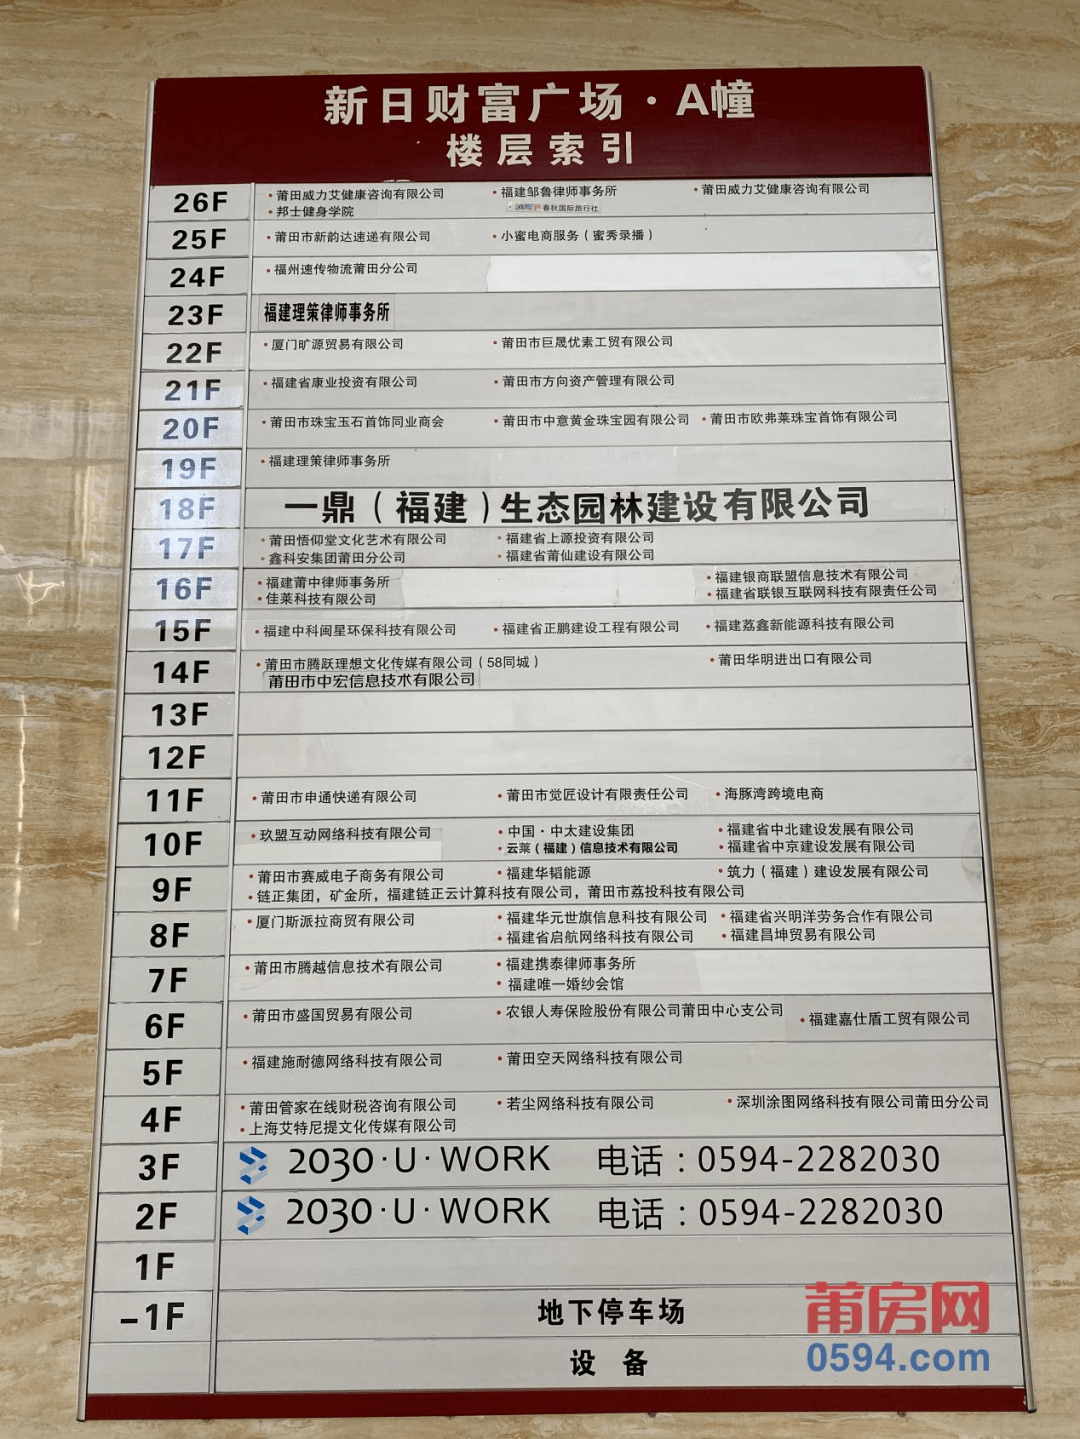 新日财富广场·A幢
楼层索引
26F ·莆田威力艾健康咨询有限公司 ·福建邹鲁律师事务所 ·莆田威力艾健康咨询有限公司
·邦士健身学院 春秋国际旅行社
25F ·莆田市新韵达速递有限公司 ·小蜜电商服务（蜜秀录播）
24F ·福州速传物流莆田分公司
23F 福建理策律师事务所
22F ·厦门旷源贸易有限公司 ·莆田市巨晟优素工贸有限公司
21F ·福建省康业投资有限公司 ·莆田市方向资产管理有限公司
20F ·莆田市珠宝玉石首饰同业商会 ·莆田市中意黄金珠宝园有限公司 ·莆田市欧弗莱珠宝首饰有限公司
19F ·福建理策律师事务所
18F 一鼎（福建）生态园林建设有限公司
17F ·莆田悟仰堂文化艺术有限公司 ·福建省上源投资有限公司
·鑫科安集团莆田分公司 ·福建省莆仙建设有限公司
16F ·福建莆中律师事务所 ·福建银商联盟信息技术有限公司
·佳莱科技有限公司 ·福建省联银互联网科技有限责任公司
15F ·福建中科闽星环保科技有限公司 ·福建省正鹏建设工程有限公司 ·福建荔鑫新能源科技有限公司
14F ·莆田市腾跃理想文化传媒有限公司（58同城） ·莆田华明进出口有限公司
莆田市中宏信息技术有限公司
13F
12F
11F ·莆田市申通快递有限公司 ·莆田市觉匠设计有限责任公司 ·海豚湾跨境电商
10F ·玖盟互动网络科技有限公司 ·中国·中太建设集团 ·福建省中北建设发展有限公司
·云莱（福建）信息技术有限公司 ·福建省中京建设发展有限公司
9F ·莆田市赛威电子商务有限公司 ·福建华韬能源 ·筑力（福建）建设发展有限公司
·链正集团，矿金所，福建链正云计算科技有限公司，莆田市荔投科技有限公司
8F ·厦门斯派拉商贸有限公司 ·福建华元世旗信息科技有限公司 ·福建省兴明洋劳务合作有限公司
·福建省启航网络科技有限公司 ·福建昌坤贸易有限公司
7F ·莆田市腾越信息技术有限公司 ·福建携泰律师事务所
·福建唯一婚纱会馆
6F ·莆田市盛国贸易有限公司 ·农银人寿保险股份有限公司莆田中心支公司 ·福建嘉仕盾工贸有限公司
5F ·福建施耐德网络科技有限公司 ·莆田空天网络科技有限公司
4F ·莆田管家在线财税咨询有限公司 ·若尘网络科技有限公司 ·深圳涂图网络科技有限公司莆田分公司
·上海艾特尼提文化传媒有限公司
3F 2030·U·WORK 电话：0594-2282030
2F 2030·U·WORK 电话：0594-2282030
1F
-1F 地下停车场
设备
莆房网
0594.com